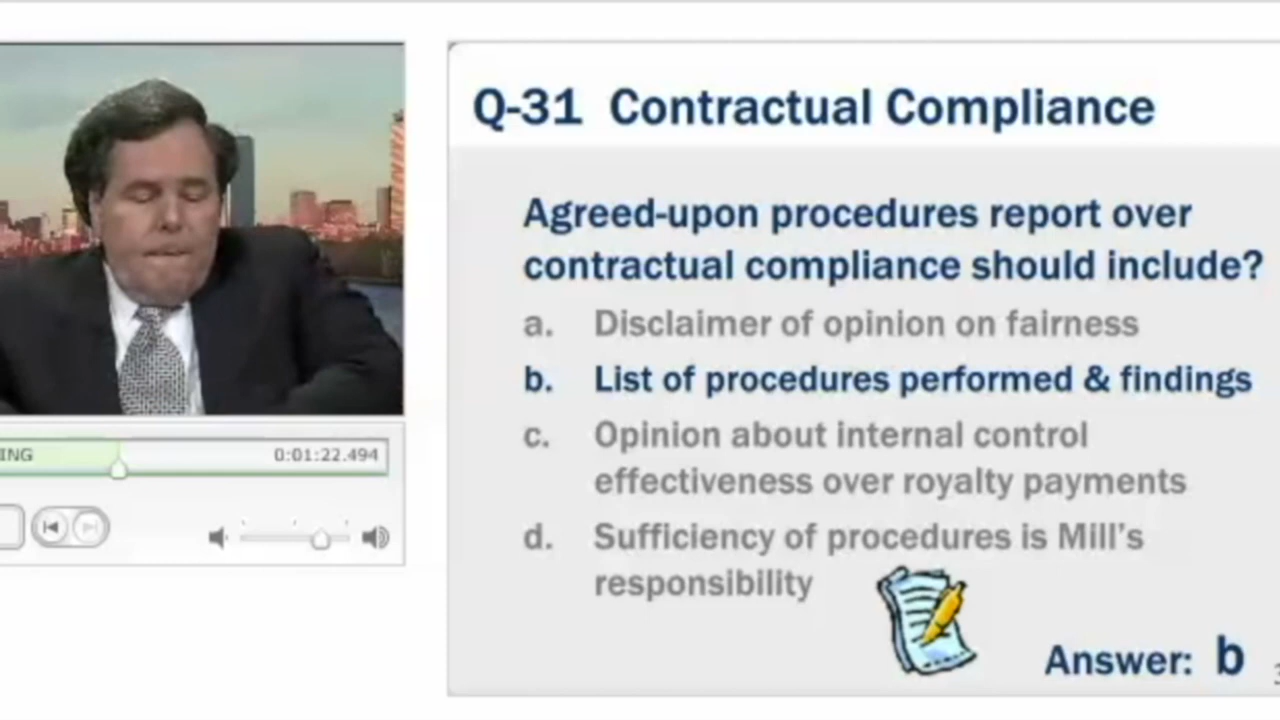 Q-31 Contractual Compliance
Agreed-upon procedures report over
contractual compliance should include?
a. Disclaimer of opinion on fairness
b. List of procedures performed & findings
c. Opinion about internal control
effectiveness over royalty payments
d. Sufficiency of procedures is Mill's
responsibility
Answer: b
ING 0:01:22.494